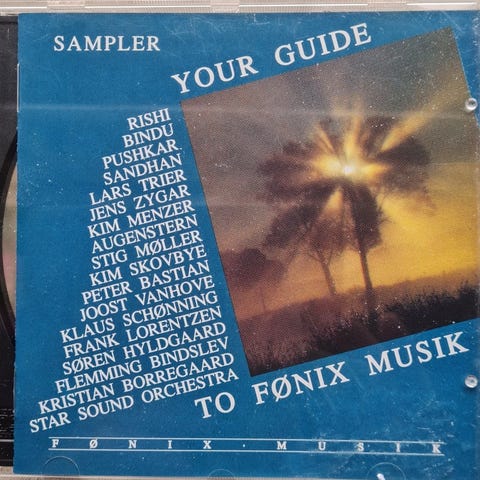 SAMPLER
YOUR GUIDE
RISHI
BINDU
PUSHKAR
SANDHAN
LARS TRIER
JENS ZYGAR
KIM MENZER
AUGENSTERN
STIG MØLLER
KIM SKOVBYE
PETER BASTIAN
JOOST VANHOVE
KLAUS SCHØNNING
FRANK LORENTZEN
SØREN HYLDGAARD
FLEMMING BINDSLEV
KRISTIAN BORREGAARD
STAR SOUND ORCHESTRA
TO FØNIX MUSIK
FØNIX · MUSIK